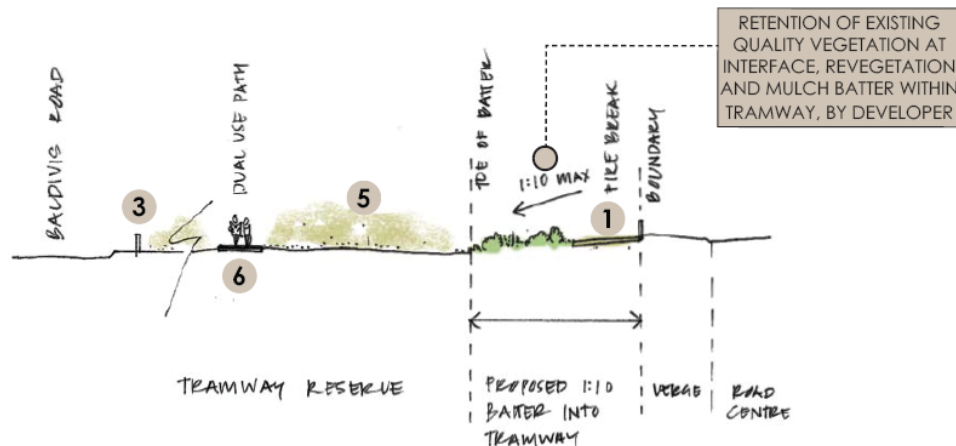 RETENTION OF EXISTING
QUALITY VEGETATION AT
INTERFACE, REVEGETATION
AND MULCH BATTER WITHIN
TRAMWAY, BY DEVELOPER
BALDIVIS ROAD
DUAL USE PATH
TOE OF BATTER
FIRE BREAK
BOUNDARY
1:10 MAX
3
5
1
6
TRAMWAY RESERVE
PROPOSED 1:10
BATTER INTO
TRAMWAY
VERGE
ROAD
CENTRE